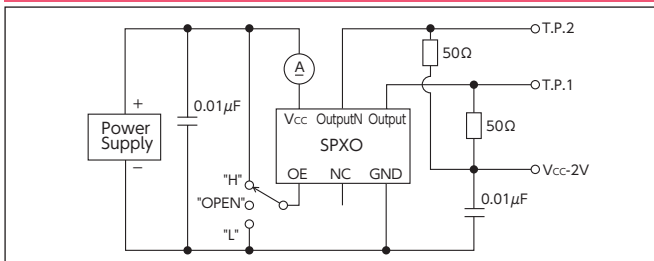 T.P.2
50Ω
A
T.P.1
+
0.01µF
Vcc OutputN Output
50Ω
Power
Supply
SPXO
−
OE NC GND
"H"
Vcc-2V
"OPEN"
0.01µF
"L"